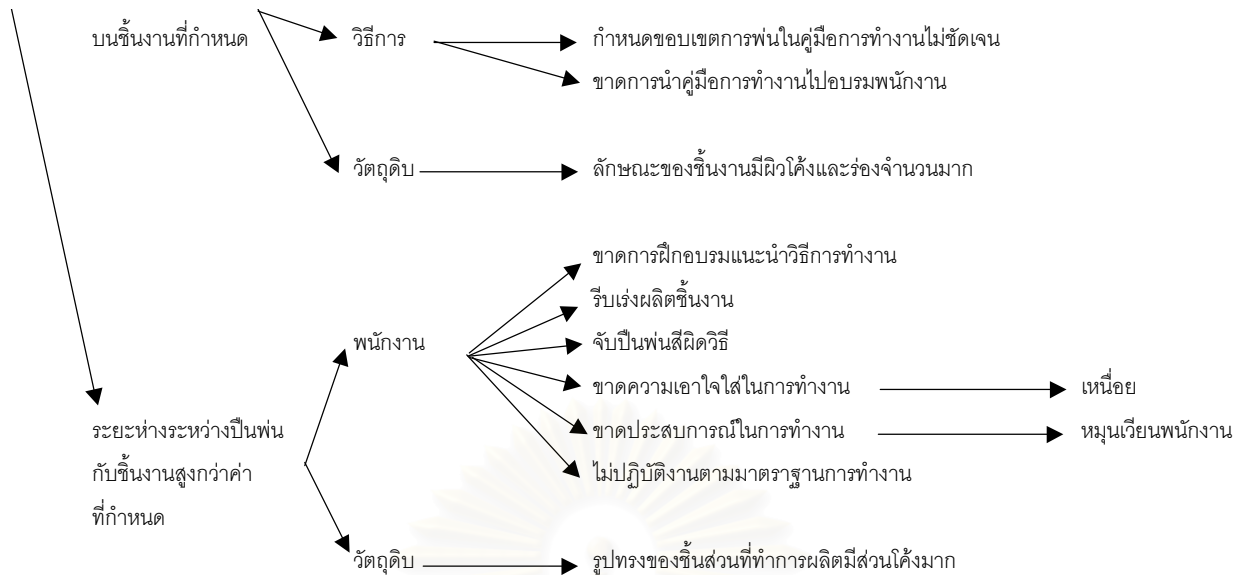 บนชิ้นงานที่กำหนด วิธีการ กำหนดขอบเขตการพ่นในคู่มือการทำงานไม่ชัดเจน
ขาดการนำคู่มือการทำงานไปอบรมพนักงาน
วัตถุดิบ ลักษณะของชิ้นงานมีผิวโค้งและร่องจำนวนมาก
ขาดการฝึกอบรมแนะนำวิธีการทำงาน
รีบเร่งผลิตชิ้นงาน
พนักงาน จับปืนพ่นสีผิดวิธี
ขาดความเอาใจใส่ในการทำงาน เหนื่อย
ระยะห่างระหว่างปืนพ่น ขาดประสบการณ์ในการทำงาน หมุนเวียนพนักงาน
กับชิ้นงานสูงกว่าค่า ไม่ปฏิบัติงานตามมาตราฐานการทำงาน
ที่กำหนด
วัตถุดิบ รูปทรงของชิ้นส่วนที่ทำการผลิตมีส่วนโค้งมาก